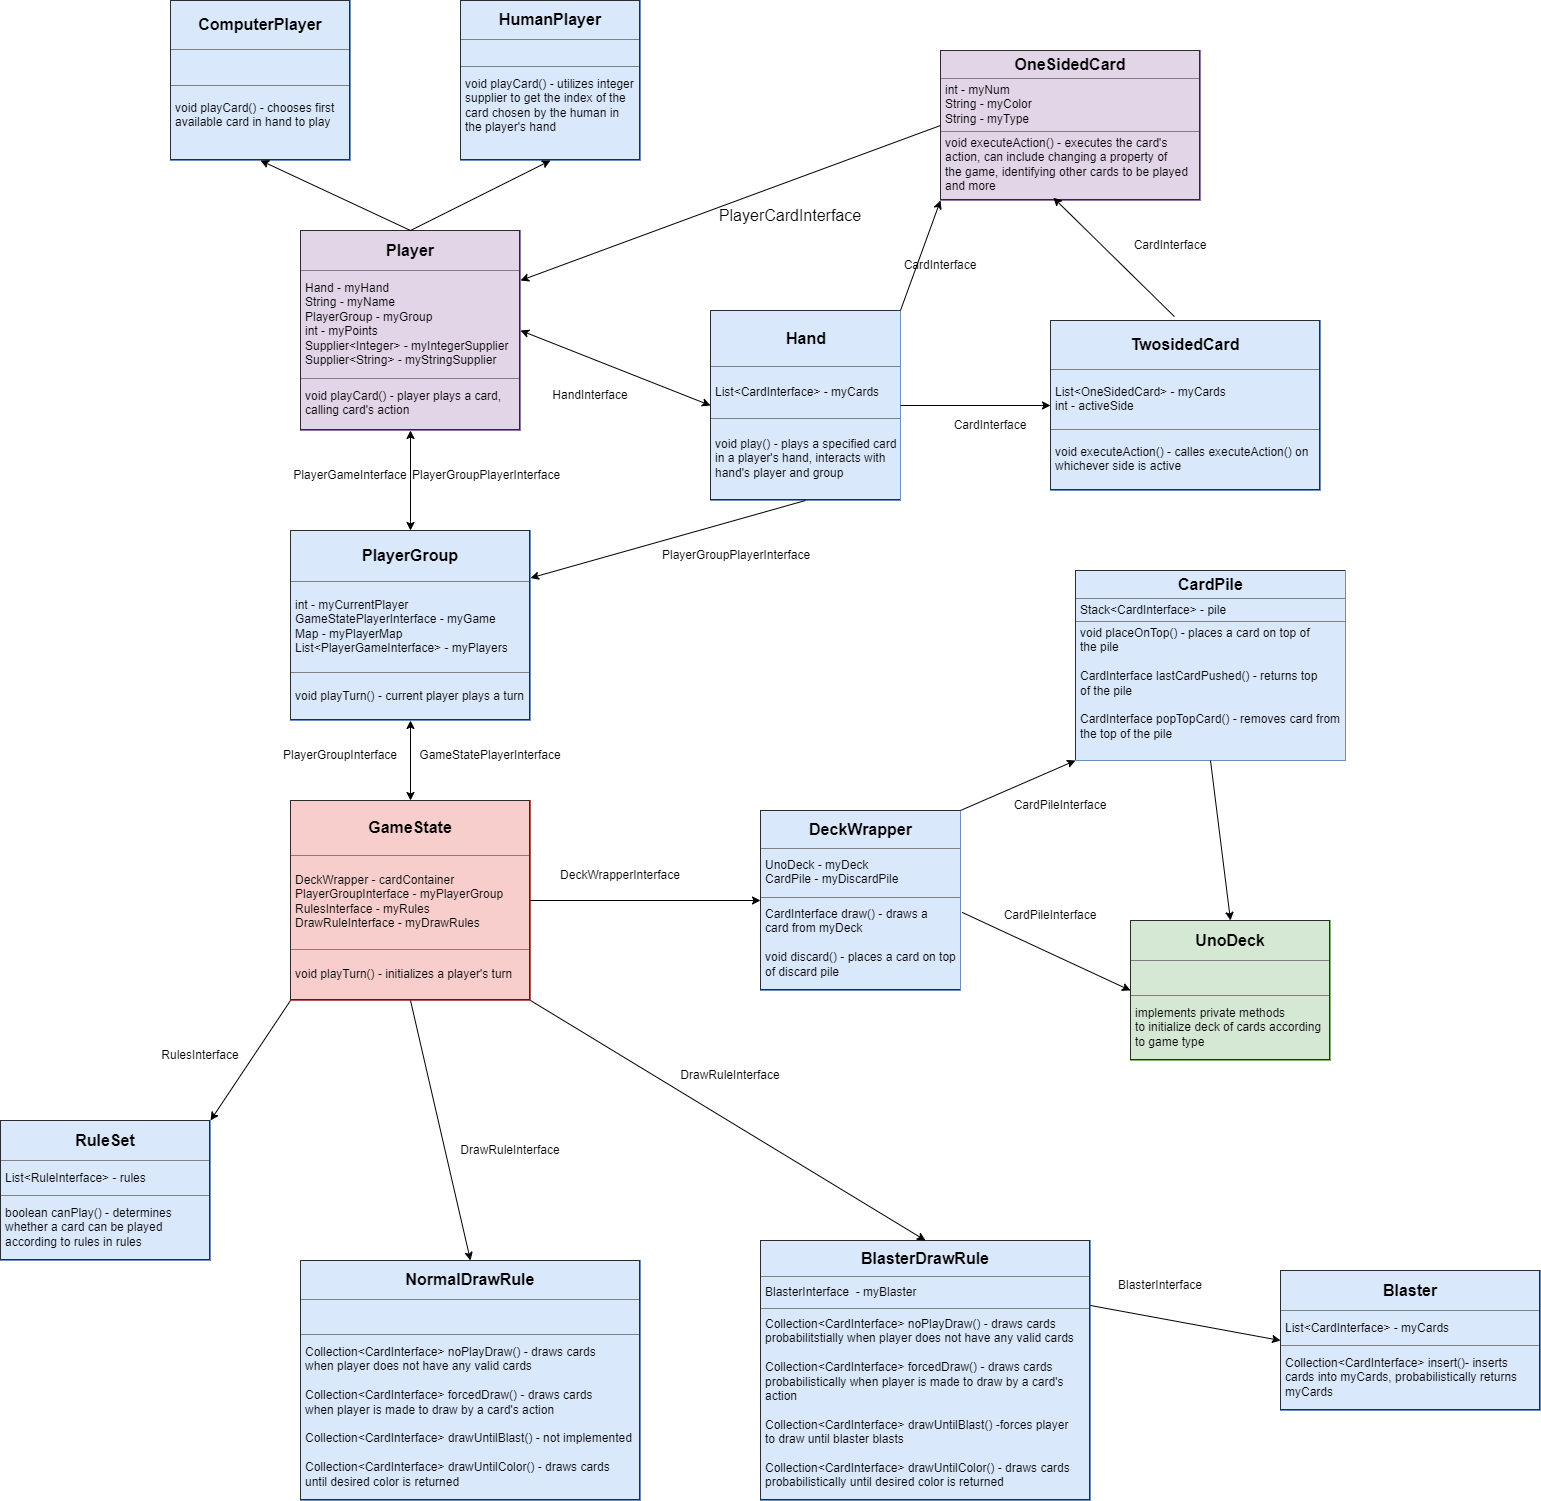 ComputerPlayer
void playCard() - chooses first
available card in hand to play
HumanPlayer
void playCard() - utilizes integer
supplier to get the index of the
card chosen by the human in
the player's hand
OneSidedCard
int - myNum
String - myColor
String - myType
void executeAction() - executes the card's
action, can include changing a property of
the game, identifying other cards to be played
and more
PlayerCardInterface
CardInterface
CardInterface
Player
Hand - myHand
String - myName
PlayerGroup - myGroup
int - myPoints
Supplier<Integer> - myIntegerSupplier
Supplier<String> - myStringSupplier
void playCard() - player plays a card,
calling card's action
HandInterface
Hand
List<CardInterface> - myCards
void play() - plays a specified card
in a player's hand, interacts with
hand's player and group
CardInterface
TwosidedCard
List<OneSidedCard> - myCards
int - activeSide
void executeAction() - calles executeAction() on
whichever side is active
PlayerGameInterface
PlayerGroupPlayerInterface
PlayerGroupPlayerInterface
PlayerGroup
int - myCurrentPlayer
GameStatePlayerInterface - myGame
Map - myPlayerMap
List<PlayerGameInterface> - myPlayers
void playTurn() - current player plays a turn
CardPile
Stack<CardInterface> - pile
void placeOnTop() - places a card on top of
the pile
CardInterface lastCardPushed() - returns top
of the pile
CardInterface popTopCard() - removes card from
the top of the pile
PlayerGroupInterface
GameStatePlayerInterface
GameState
DeckWrapper - cardContainer
PlayerGroupInterface - myPlayerGroup
RulesInterface - myRules
DrawRuleInterface - myDrawRules
void playTurn() - initializes a player's turn
DeckWrapperInterface
DeckWrapper
UnoDeck - myDeck
CardPile - myDiscardPile
CardInterface draw() - draws a
card from myDeck
void discard() - places a card on top
of discard pile
CardPileInterface
CardPileInterface
UnoDeck
implements private methods
to initialize deck of cards according
to game type
RulesInterface
DrawRuleInterface
DrawRuleInterface
RuleSet
List<RuleInterface> - rules
boolean canPlay() - determines
whether a card can be played
according to rules in rules
NormalDrawRule
Collection<CardInterface> noPlayDraw() - draws cards
when player does not have any valid cards
Collection<CardInterface> forcedDraw() - draws cards
when player is made to draw by a card's action
Collection<CardInterface> drawUntilBlast() - not implemented
Collection<CardInterface> drawUntilColor() - draws cards
until desired color is returned
BlasterDrawRule
BlasterInterface  - myBlaster
Collection<CardInterface> noPlayDraw() - draws cards
probabilitstially when player does not have any valid cards
Collection<CardInterface> forcedDraw() - draws cards
probabilistically when player is made to draw by a card's
action
Collection<CardInterface> drawUntilBlast() -forces player
to draw until blaster blasts
Collection<CardInterface> drawUntilColor() - draws cards
probabilistically until desired color is returned
BlasterInterface
Blaster
List<CardInterface> - myCards
Collection<CardInterface> insert()- inserts
cards into myCards, probabilistically returns
myCards